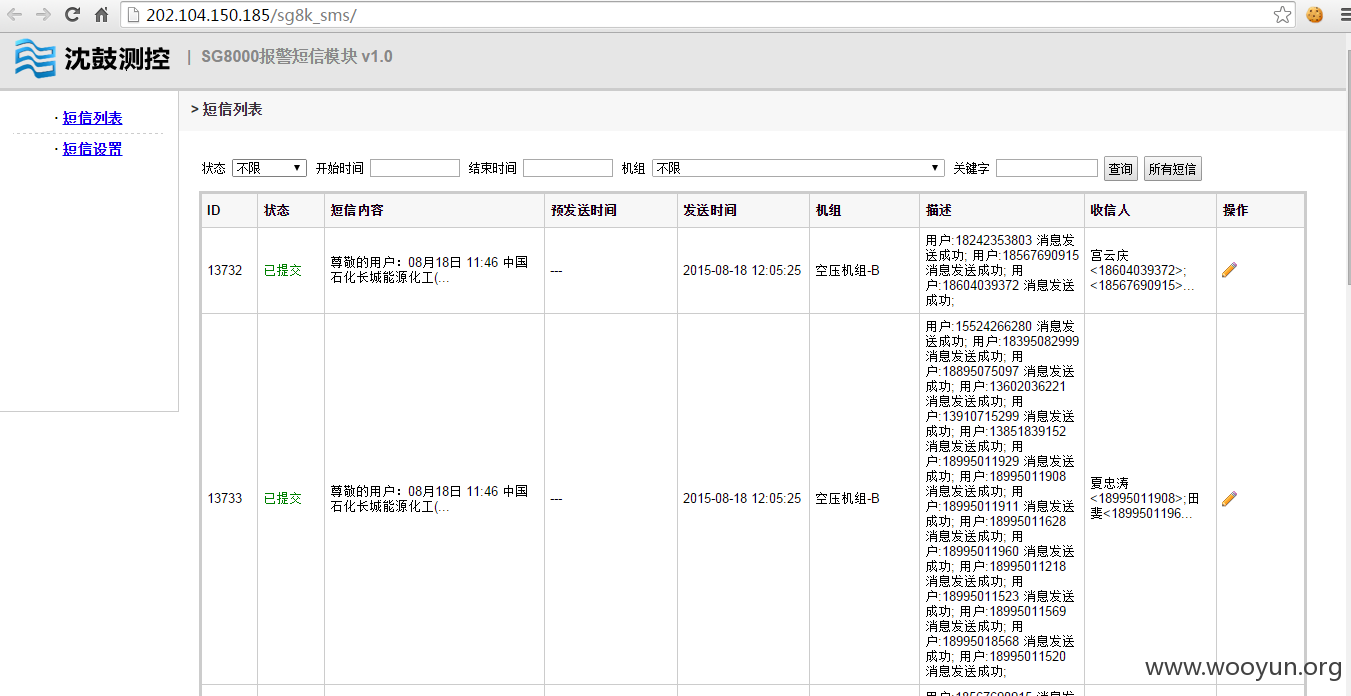 202.104.150.185/sg8k_sms/
沈鼓测控 | SG8000报警短信模块 v1.0
· 短信列表
· 短信设置
> 短信列表
状态 不限 开始时间 结束时间 机组 不限 关键字 查询 所有短信
ID 状态 短信内容 预发送时间 发送时间 机组 描述 收信人 操作
13732 已提交
尊敬的用户：08月18日 11:46 中国
石化长城能源化工(...
--- 2015-08-18 12:05:25 空压机组-B
用户:18242353803 消息发
送成功; 用户:18567690915
消息发送成功; 用
户:18604039372 消息发送
成功;
宫云庆
<18604039372>;
<18567690915>...
13733 已提交
尊敬的用户：08月18日 11:46 中国
石化长城能源化工(...
--- 2015-08-18 12:05:25 空压机组-B
用户:15524266280 消息发
送成功; 用户:18395082999
消息发送成功; 用
户:18895075097 消息发送
成功; 用户:13602036221
消息发送成功; 用
户:13910715299 消息发送
成功; 用户:13851839152
消息发送成功; 用
户:18995011929 消息发送
成功; 用户:18995011908
消息发送成功; 用
户:18995011911 消息发送
成功; 用户:18995011628
消息发送成功; 用
户:18995011960 消息发送
成功; 用户:18995011218
消息发送成功; 用
户:18995011523 消息发送
成功; 用户:18995011569
消息发送成功; 用
户:18995018568 消息发送
成功; 用户:18995011520
消息发送成功;
夏忠涛
<18995011908>;田
斐<1899501196...
www.wooyun.org